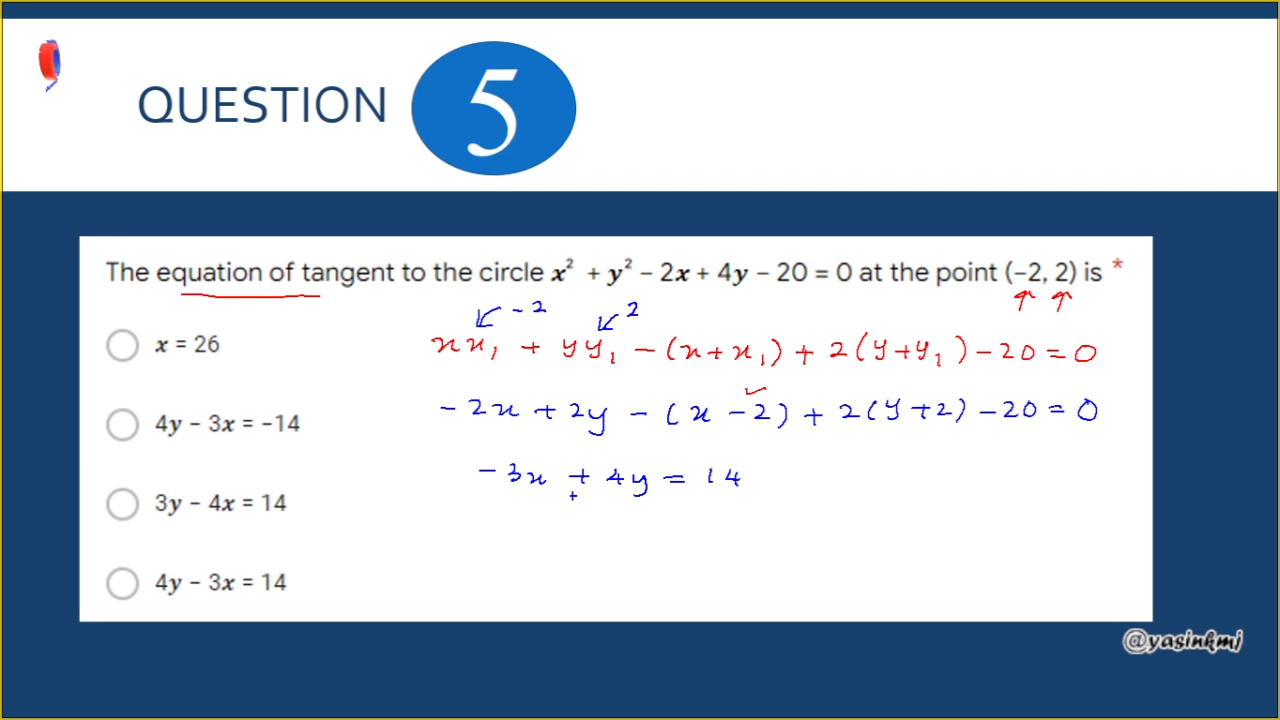 QUESTION 5
The equation of tangent to the circle x² + y² − 2x + 4y − 20 = 0 at the point (−2, 2) is *
x = 26
4y − 3x = −14
3y − 4x = 14
4y − 3x = 14
−2 2
xx₁ + yy₁ − (x+x₁) + 2(y+y₁) − 20 = 0
−2x + 2y − (x − 2) + 2(y + 2) − 20 = 0
−3x + 4y = 14
@yasinkmi